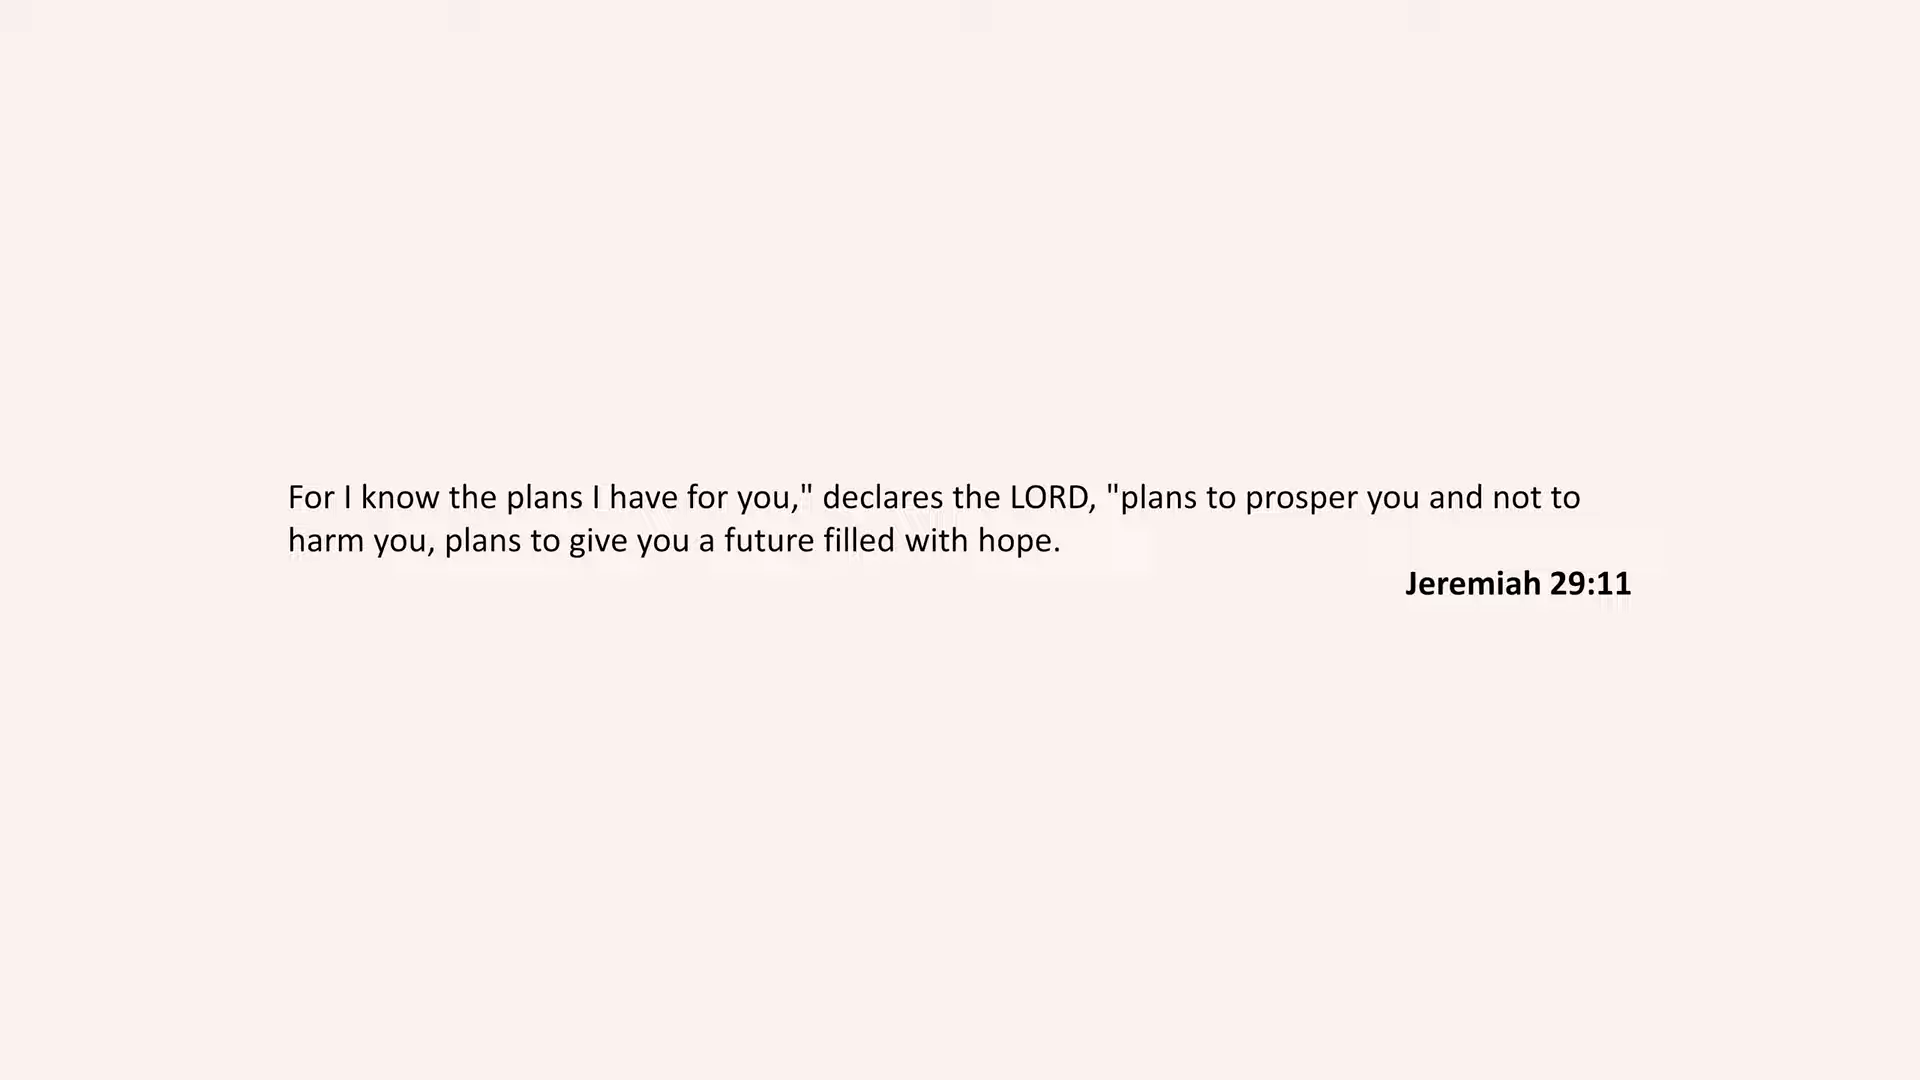 For I know the plans I have for you," declares the LORD, "plans to prosper you and not to
harm you, plans to give you a future filled with hope.
Jeremiah 29:11